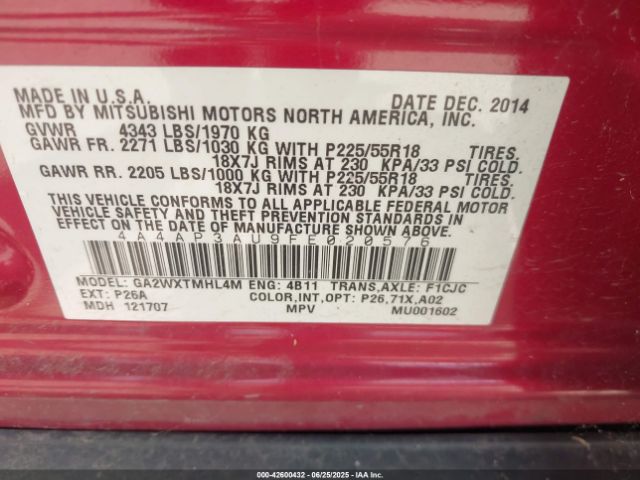 MADE IN U.S.A. DATE DEC. 2014
MFD BY MITSUBISHI MOTORS NORTH AMERICA, INC.
GVWR 4343 LBS/1970 KG
GAWR FR. 2271 LBS/1030 KG WITH P225/55R18 TIRES.
18X7J RIMS AT 230 KPA/33 PSI COLD.
GAWR RR. 2205 LBS/1000 KG WITH P225/55R18 TIRES.
18X7J RIMS AT 230 KPA/33 PSI COLD.
THIS VEHICLE CONFORMS TO ALL APPLICABLE FEDERAL MOTOR
VEHICLE SAFETY AND THEFT PREVENTION STANDARDS IN
EFFECT ON THE DATE OF MANUFACTURE SHOWN ABOVE.
4A4AP3AU9FE020576
MODEL: GA2WXTMHL4M ENG: 4B11 TRANS,AXLE: F1CJC
EXT: P26A COLOR,INT,OPT: P26,71X,A02
MDH 121707 MPV MU001602
000-42600432 - 06/25/2025 - COPYRIGHT IAA, LLC.